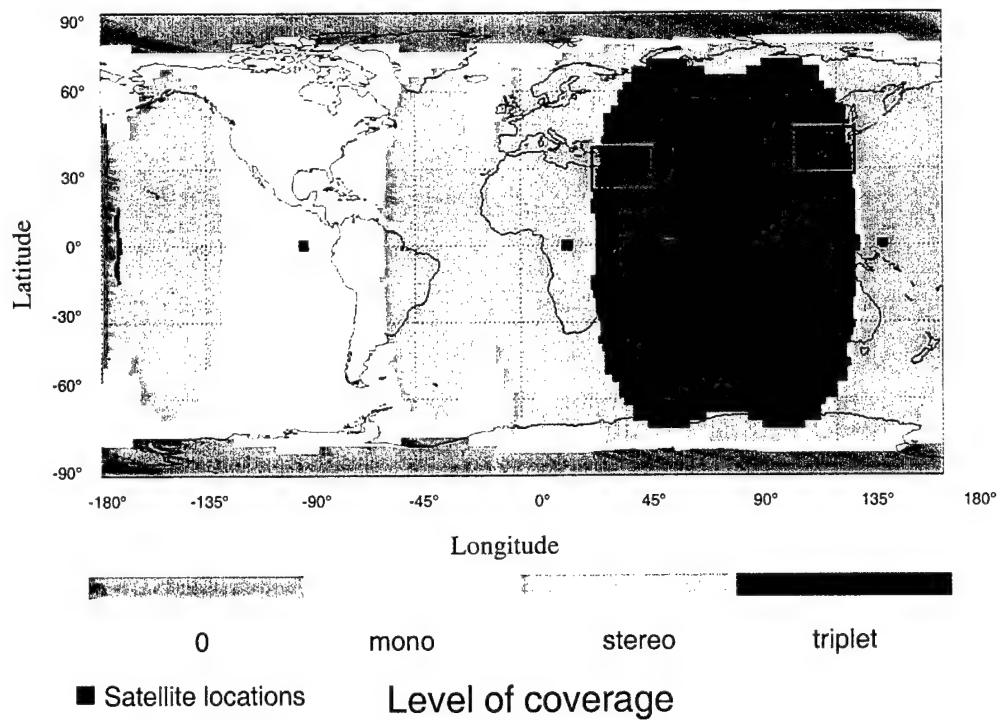 90°
60°
30°
0°
-30°
-60°
-90°
Latitude
-180° -135° -90° -45° 0° 45° 90° 135° 180°
Longitude
0 mono stereo triplet
Satellite locations Level of coverage